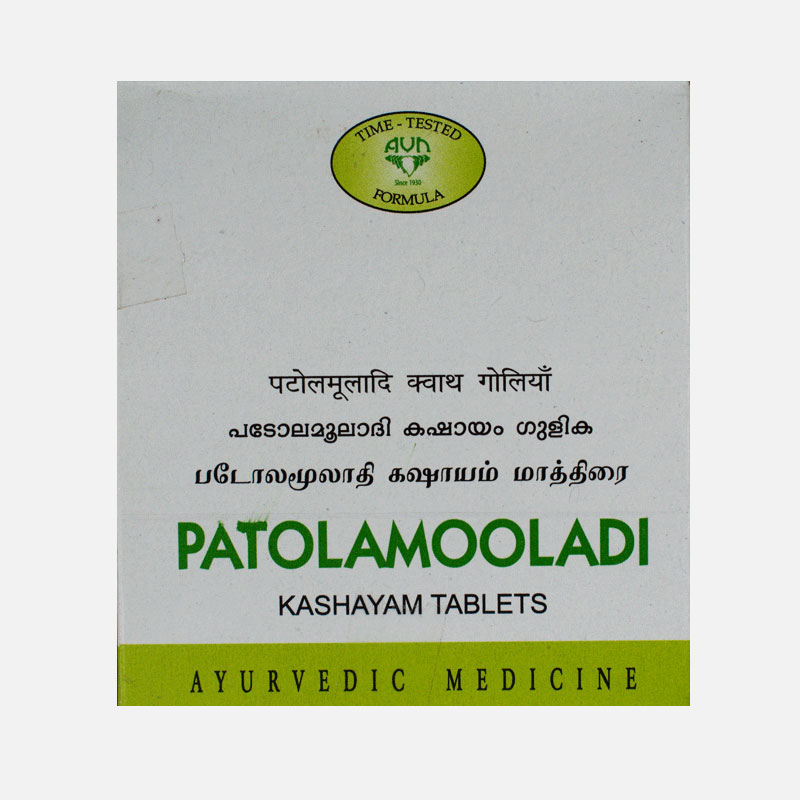 TIME - TESTED
AVN
Since 1930
FORMULA
पटोलमूलादि क्वाथ गोलियाँ
പടോലമൂലാദി കഷായം ഗുളിക
படோலமூலாதி கஷாயம் மாத்திரை
PATOLAMOOLADI
KASHAYAM TABLETS
AYURVEDIC MEDICINE